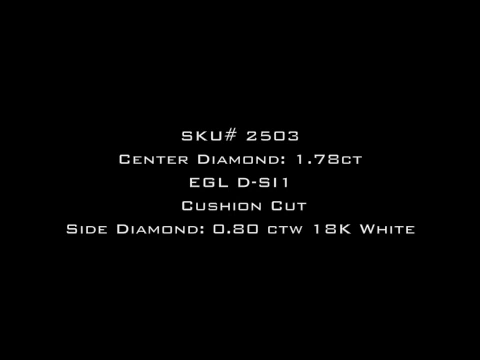 SKU# 2503
Center Diamond: 1.78ct
EGL D-SI1
Cushion Cut
Side Diamond: 0.80 ctw 18K White